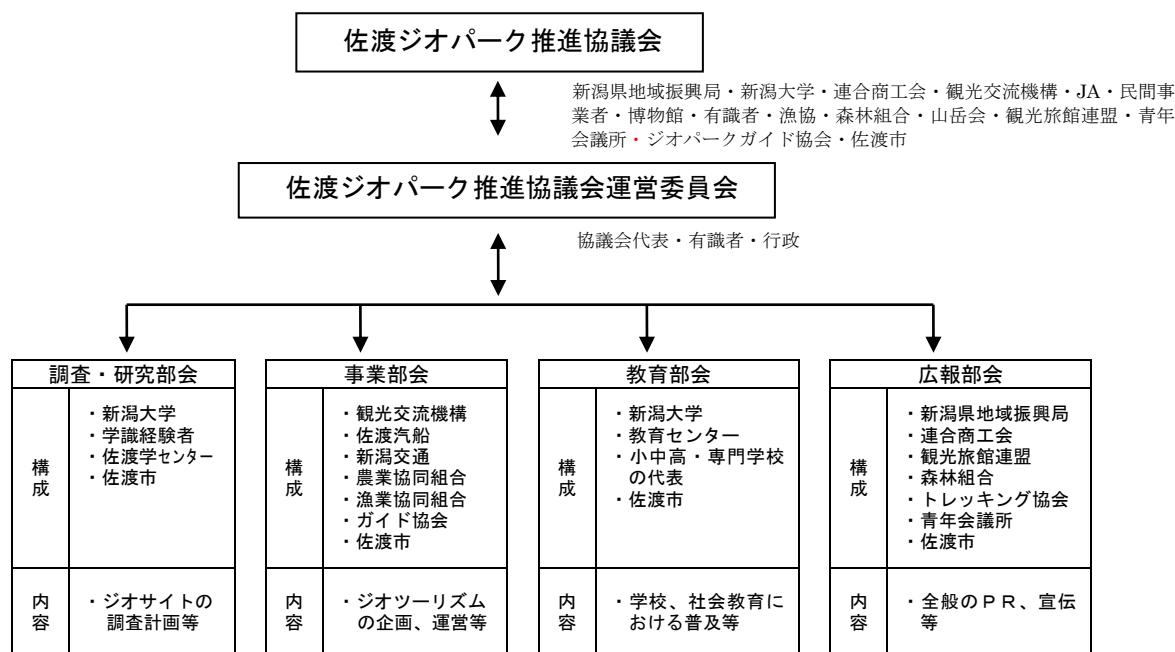 佐渡ジオパーク推進協議会
新潟県地域振興局・新潟大学・連合商工会・観光交流機構・JA・民間事
業者・博物館・有識者・漁協・森林組合・山岳会・観光旅館連盟・青年
会議所・ジオパークガイド協会・佐渡市
佐渡ジオパーク推進協議会運営委員会
協議会代表・有識者・行政
調査・研究部会
構成
・新潟大学
・学識経験者
・佐渡学センター
・佐渡市
内容
・ジオサイトの
調査計画等
事業部会
構成
・観光交流機構
・佐渡汽船
・新潟交通
・農業協同組合
・漁業協同組合
・ガイド協会
・佐渡市
内容
・ジオツーリズム
の企画、運営等
教育部会
構成
・新潟大学
・教育センター
・小中高・専門学校
の代表
・佐渡市
内容
・学校、社会教育に
おける普及等
広報部会
構成
・新潟県地域振興局
・連合商工会
・観光旅館連盟
・森林組合
・トレッキング協会
・青年会議所
・佐渡市
内容
・全般のＰＲ、宣伝
等